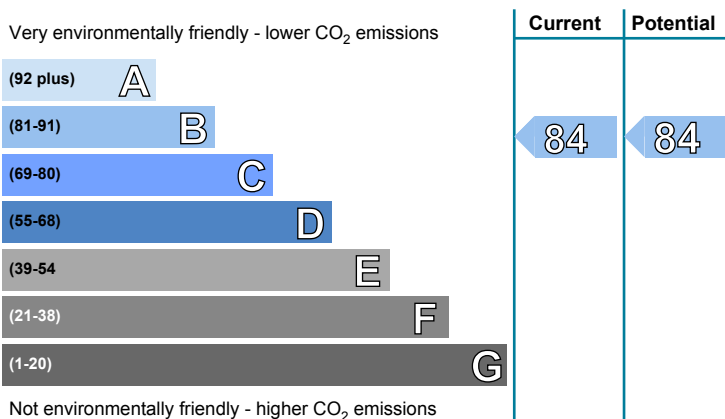 Very environmentally friendly - lower CO2 emissions
Current
Potential
(92 plus) A
(81-91) B
84
84
(69-80) C
(55-68) D
(39-54 E
(21-38) F
(1-20) G
Not environmentally friendly - higher CO2 emissions